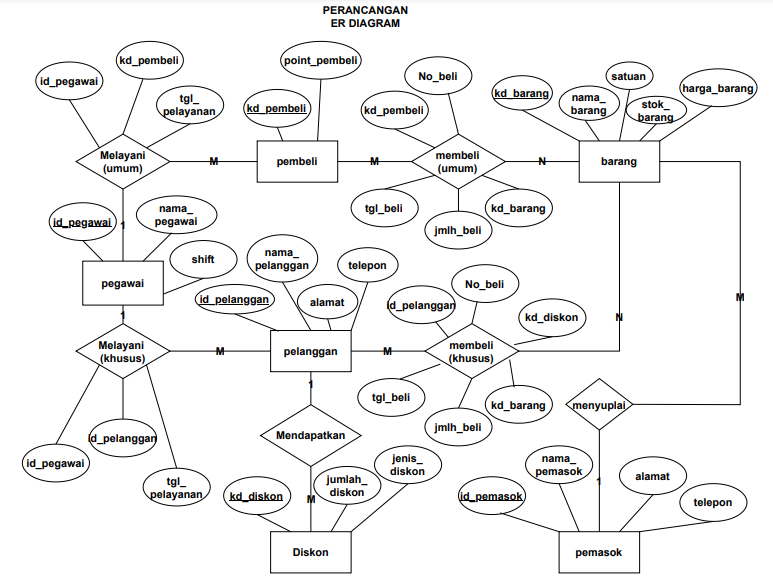 PERANCANGAN
ER DIAGRAM
id_pegawai
kd_pembeli
tgl_
pelayanan
kd_pembeli
point_pembeli
kd_pembeli
No_beli
kd_barang
nama_
barang
satuan
stok_
barang
harga_barang
Melayani
(umum)
M
pembeli
M
membeli
(umum)
N
barang
tgl_beli
jmlh_beli
kd_barang
1
id_pegawai
nama_
pegawai
shift
pegawai
1
id_pelanggan
nama_
pelanggan
alamat
telepon
id_pelanggan
No_beli
kd_diskon
M
N
Melayani
(khusus)
M
pelanggan
M
membeli
(khusus)
tgl_beli
jmlh_beli
kd_barang
1
menyuplai
id_pegawai
id_pelanggan
tgl_
pelayanan
Mendapatkan
M
kd_diskon
jumlah_
diskon
jenis_
diskon
Diskon
1
id_pemasok
nama_
pemasok
alamat
telepon
pemasok